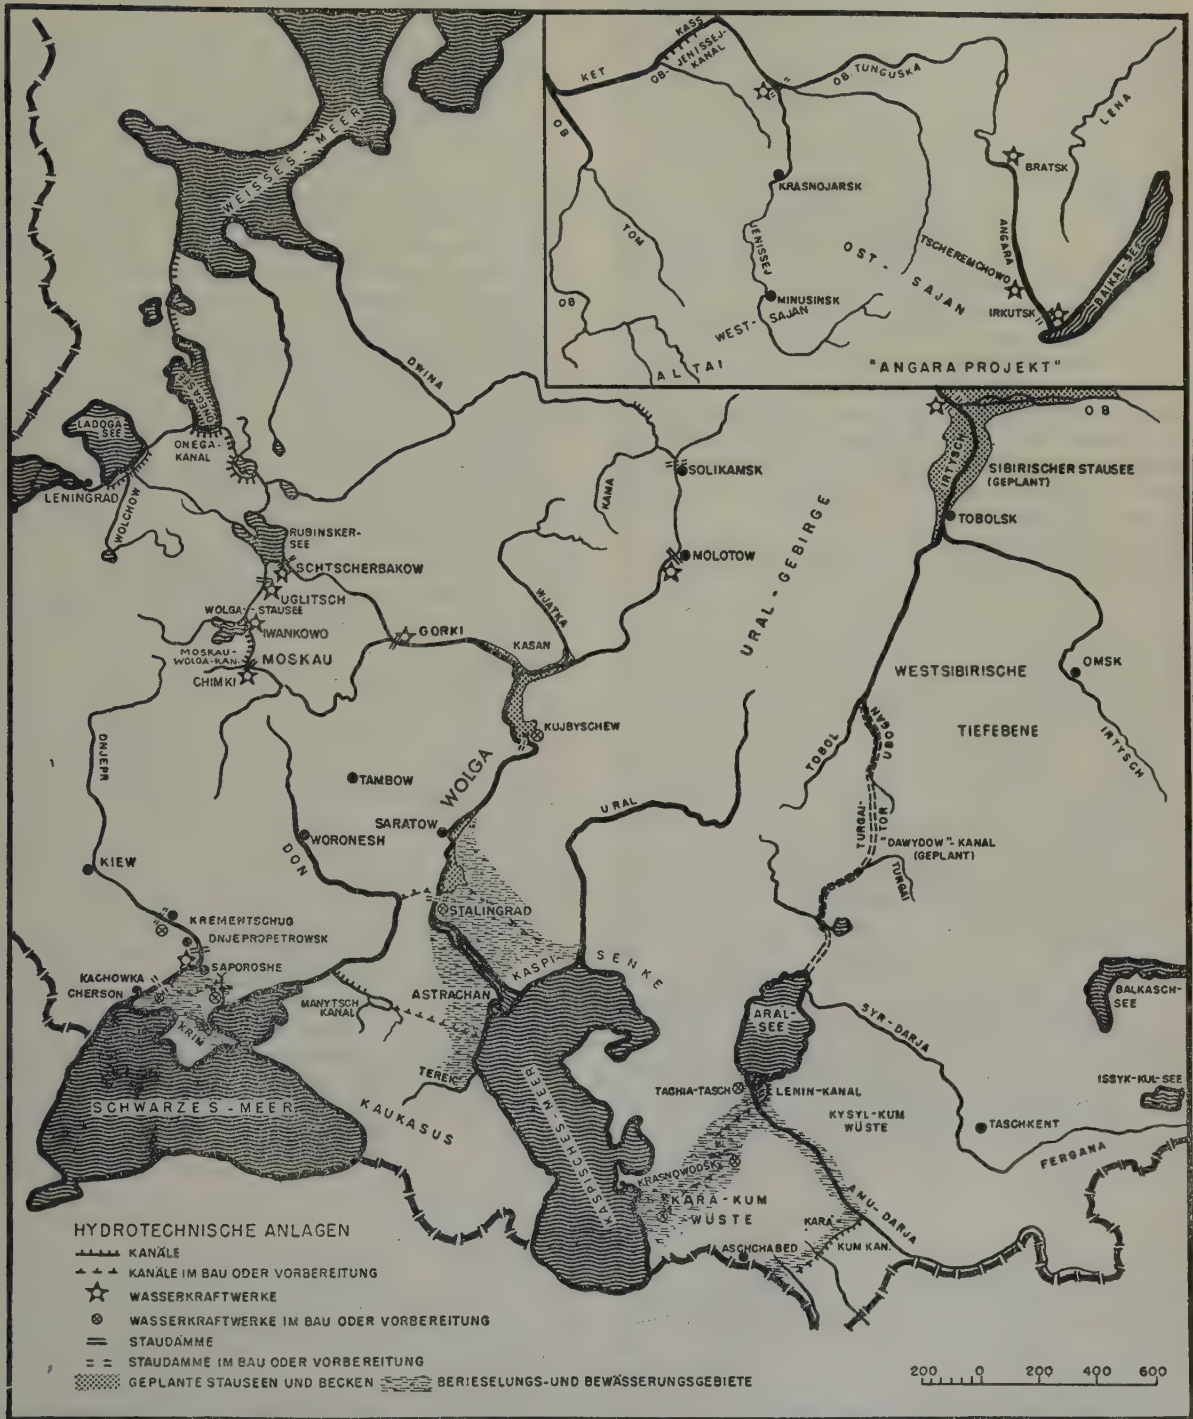 WEISSES-MEER
DWINA
ONEGASEE
LADOGA
SEE
ONEGA-
KANAL
LENINGRAD
WOLCHOW
RUBINSKER-
SEE
SCHTSCHERBAKOW
UGLITSCH
WOLGA-
STAUSEE
IWANKOWO
MOSKAU-
WOLGA-KAN.
MOSKAU
CHIMKI
GORKI
KASAN
WJATKA
KAMA
SOLIKAMSK
MOLOTOW
URAL-GEBIRGE
KUJBYSCHEW
WOLGA
TAMBOW
SARATOW
WORONESH
DON
URAL
DNJEPR
KIEW
KREMENTSCHUG
DNJEPROPETROWSK
SAPOROSHE
KACHOWKA
CHERSON
KRIM
STALINGRAD
KASPI-SENKE
ASTRACHAN
MANYTSCH
KANAL
TEREK
KAUKASUS
SCHWARZES-MEER
KASPISCHES-MEER
KET
KASS
OB-JENISSEJ-
KANAL
OB. TUNGUSKA
LENA
OB
BRATSK
KRASNOJARSK
TOM
JENISSEJ
ANGARA
OST-SAJAN
TSCHEREMCHOWO
BAIKAL-SEE
OB
MINUSINSK
WEST-SAJAN
IRKUTSK
ALTAI
"ANGARA PROJEKT"
OB
IRTYSCH
SIBIRISCHER STAUSEE
(GEPLANT)
TOBOLSK
WESTSIBIRISCHE
TIEFEBENE
OMSK
IRTYSCH
TOBOL
UBOGAN
TURGAI-
TOR
"DAWYDOW"-KANAL
(GEPLANT)
TURGAI
ARAL-
SEE
SYR-DARJA
BALKASCH-
SEE
ISSYK-KUL-SEE
TACHIA-TASCH
LENIN-KANAL
KYSYL-KUM
WÜSTE
TASCHKENT
FERGANA
KRASNOWODSK
KARA-KUM
WÜSTE
AMU-DARJA
KARA
KUM KAN.
ASCHCHABED
HYDROTECHNISCHE ANLAGEN
KANÄLE
KANÄLE IM BAU ODER VORBEREITUNG
WASSERKRAFTWERKE
WASSERKRAFTWERKE IM BAU ODER VORBEREITUNG
STAUDÄMME
STAUDAMME IM BAU ODER VORBEREITUNG
GEPLANTE STAUSEEN UND BECKEN
BERIESELUNGS-UND BEWÄSSERUNGSGEBIETE
200 0 200 400 600